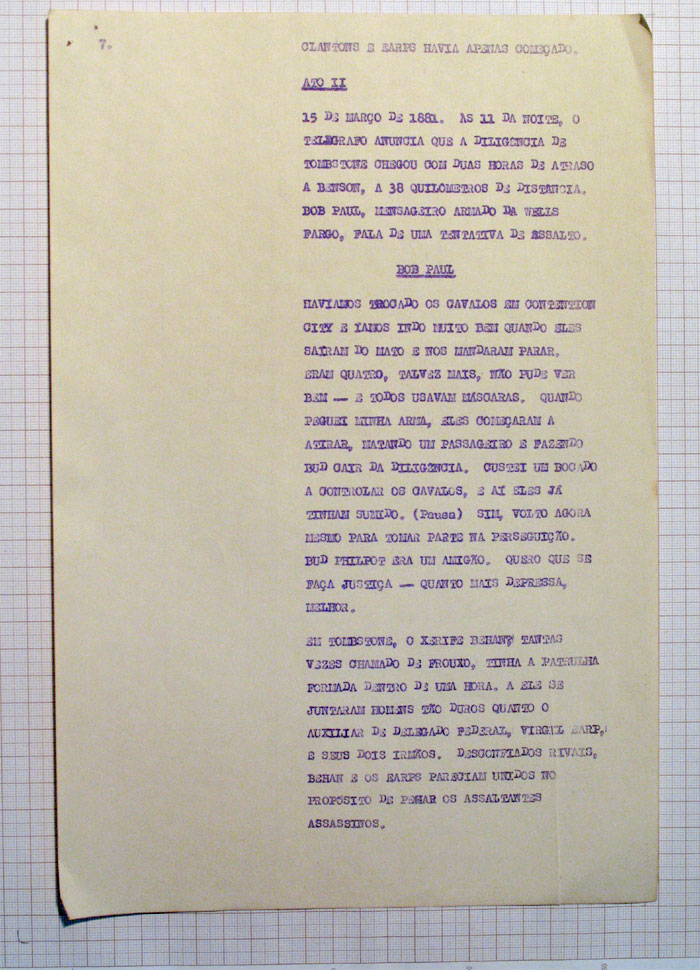 7.
CLANTONS E EARPS HAVIA APENAS COMEÇADO.
ATO II
15 DE MARÇO DE 1881. AS 11 DA NOITE, O
TELEGRAFO ANUNCIA QUE A DILIGÊNCIA DE
TOMBSTONE CHEGOU COM DUAS HORAS DE ATRASO
A BENSON, A 38 QUILOMETROS DE DISTÂNCIA.
BOB PAUL, MENSAGEIRO ARMADO DA WELLS
FARGO, FALA DE UMA TENTATIVA DE ASSALTO.
BOB PAUL
HAVIAMOS TROCADO OS CAVALOS EM CONTENTION
CITY E IAMOS INDO MUITO BEM QUANDO ELES
SAIRAM DO MATO E NOS MANDARAM PARAR.
ERAM QUATRO, TALVEZ MAIS, NÃO PUDE VER
BEM — E TODOS USAVAM MÁSCARAS. QUANDO
PEGUEI MINHA ARMA, ELES COMEÇARAM A
ATIRAR, MATANDO UM PASSAGEIRO E FAZENDO
BUD CAIR DA DILIGÊNCIA. CUSTEI UM BOCADO
A CONTROLAR OS CAVALOS, E AI ELES JÁ
TINHAM SUMIDO. (Pausa) SIM, VOLTO AGORA
MESMO PARA TOMAR PARTE NA PERSEGUIÇÃO.
BUD PHILPOT ERA UM AMIGÃO. QUERO QUE SE
FAÇA JUSTIÇA — QUANTO MAIS DEPRESSA,
MELHOR.
EM TOMBSTONE, O XERIFE BEHAN, TANTAS
VEZES CHAMADO DE FROUXO, TINHA A PATRULHA
FORMADA DENTRO DE UMA HORA. A ELE SE
JUNTARAM HOMENS TÃO DUROS QUANTO O
AUXILIAR DE DELEGADO FEDERAL, VIRGIL EARP,
E SEUS DOIS IRMÃOS. DESCONFIADOS RIVAIS,
BEHAN E OS EARPS PARECIAM UNIDOS NO
PROPÓSITO DE PEGAR OS ASSALTANTES
ASSASSINOS.